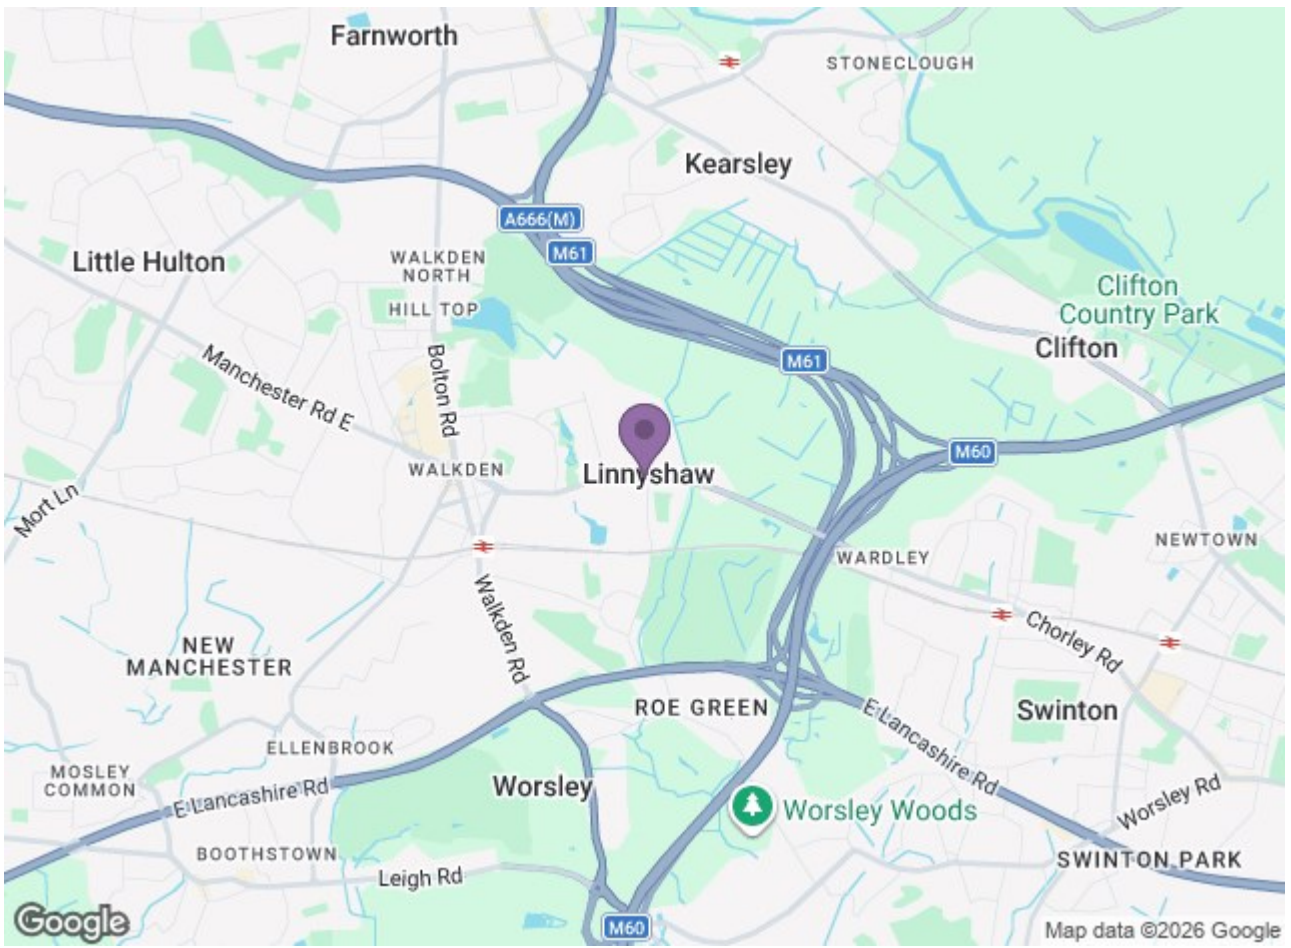 Farnworth
STONECLOUGH
Kearsley
A666(M)
M61
Little Hulton
WALKDEN
NORTH
HILL TOP
Clifton
Country Park
Clifton
M61
Manchester Rd E
Bolton Rd
WALKDEN
Linnyshaw
M60
Mort Ln
NEWTOWN
WARDLEY
Walkden Rd
Chorley Rd
NEW
MANCHESTER
ROE GREEN
Swinton
E Lancashire Rd
ELLENBROOK
MOSLEY
COMMON
E Lancashire Rd
Worsley
Worsley Woods
Worsley Rd
BOOTHSTOWN
Leigh Rd
SWINTON PARK
M60
Google
Map data ©2026 Google